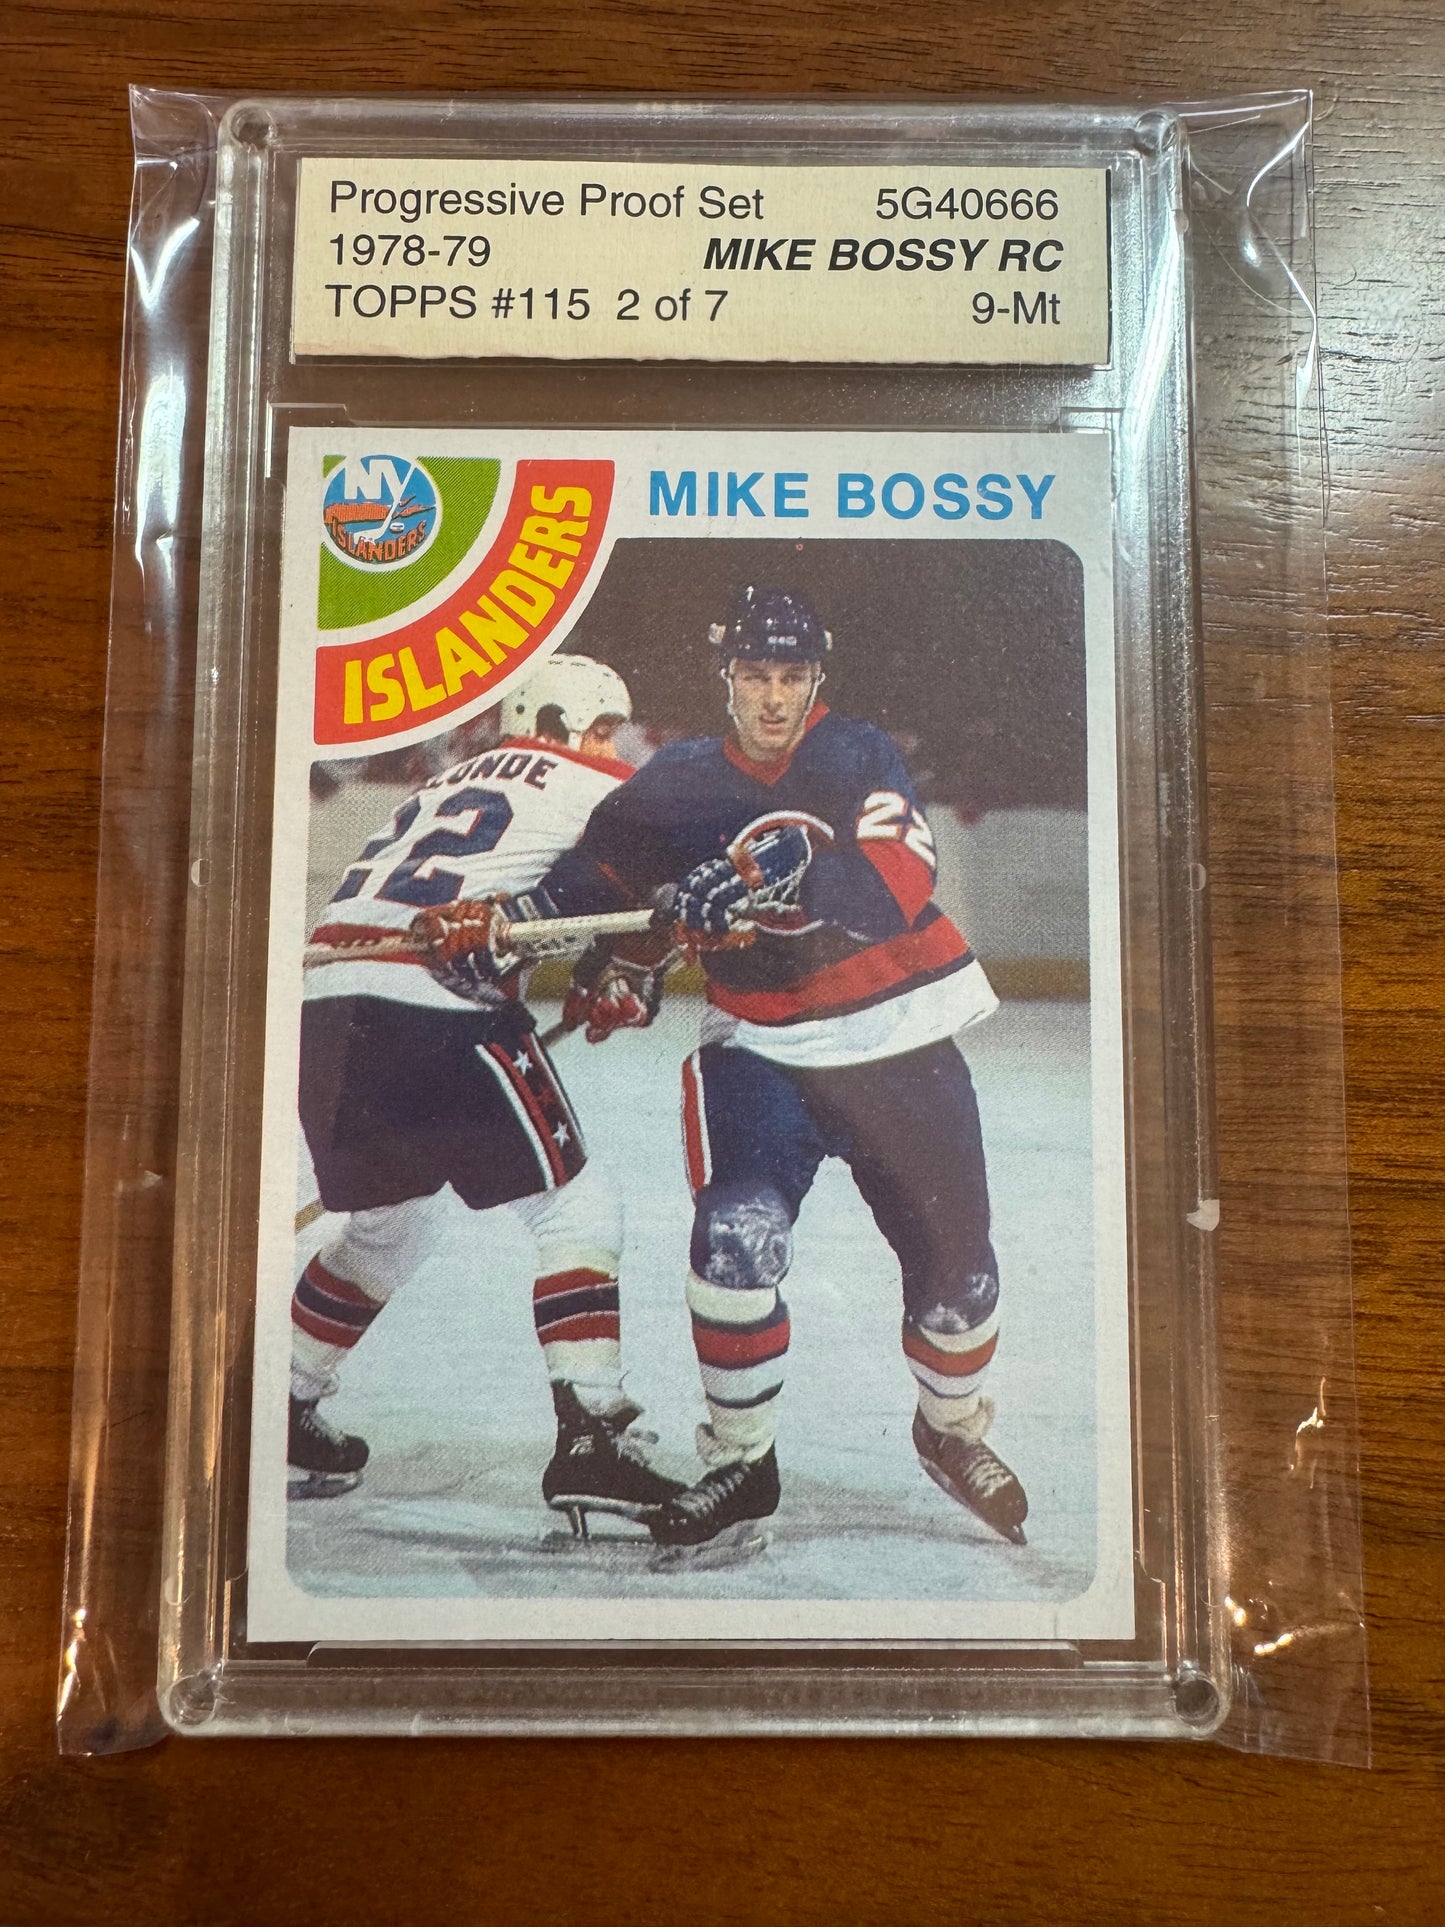 Progressive Proof Set 5G40666
1978-79 MIKE BOSSY RC
TOPPS #115 2 of 7 9-Mt
NY
ISLANDERS
ISLANDERS
MIKE BOSSY
22
22